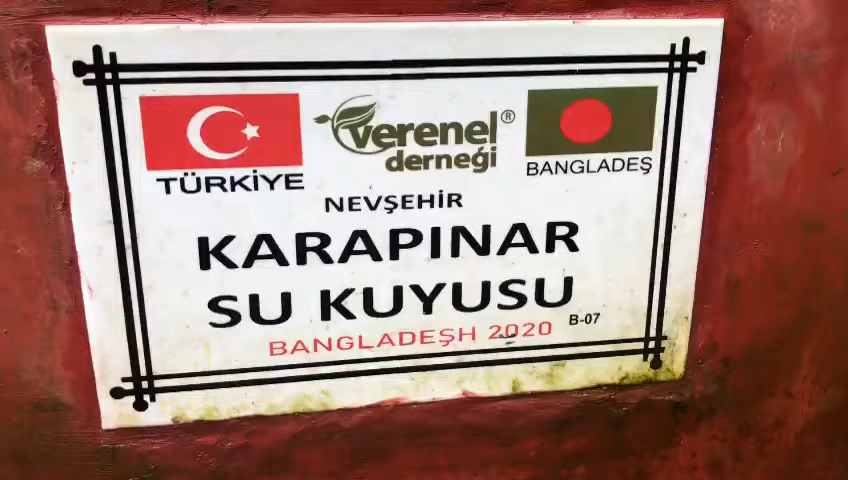 verenel®
derneği
TÜRKİYE
BANGLADEŞ
NEVŞEHİR
KARAPINAR
SU KUYUSU
BANGLADEŞH 2020
B-07